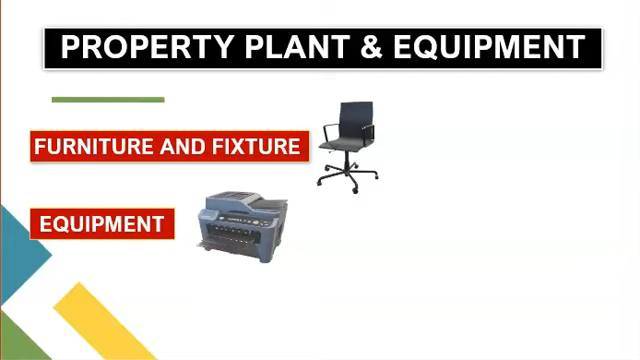 PROPERTY PLANT & EQUIPMENT
FURNITURE AND FIXTURE
EQUIPMENT